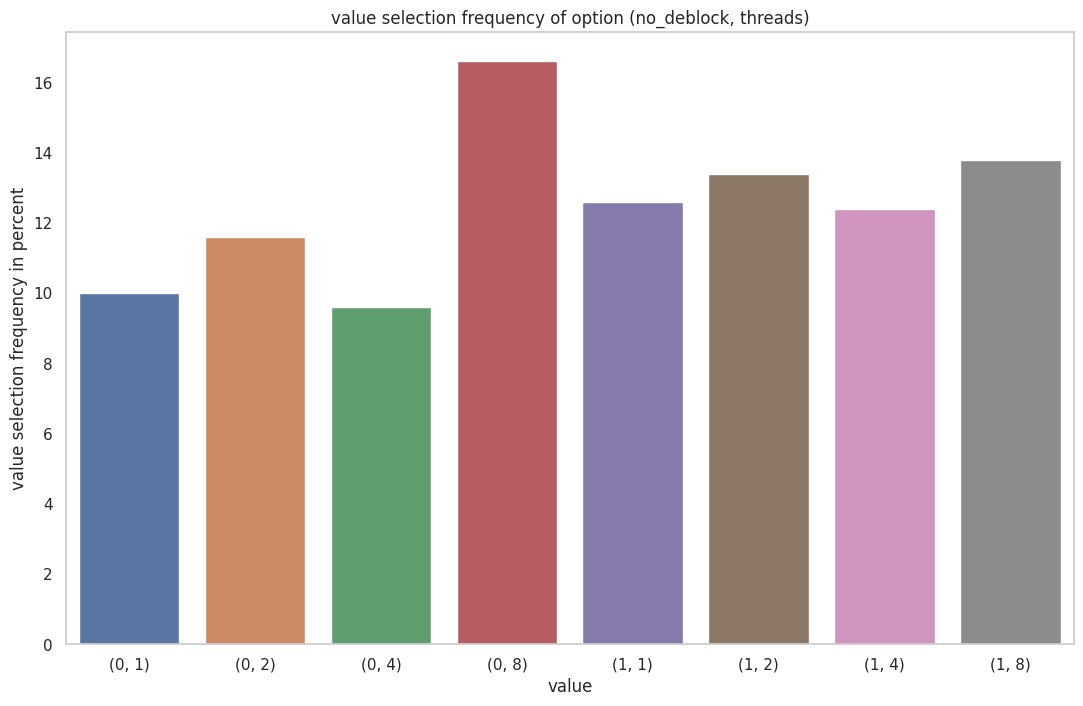 value selection frequency of option (no_deblock, threads)
value selection frequency in percent
16
14
12
10
8
6
4
2
0
(0, 1) (0, 2) (0, 4) (0, 8) (1, 1) (1, 2) (1, 4) (1, 8)
value